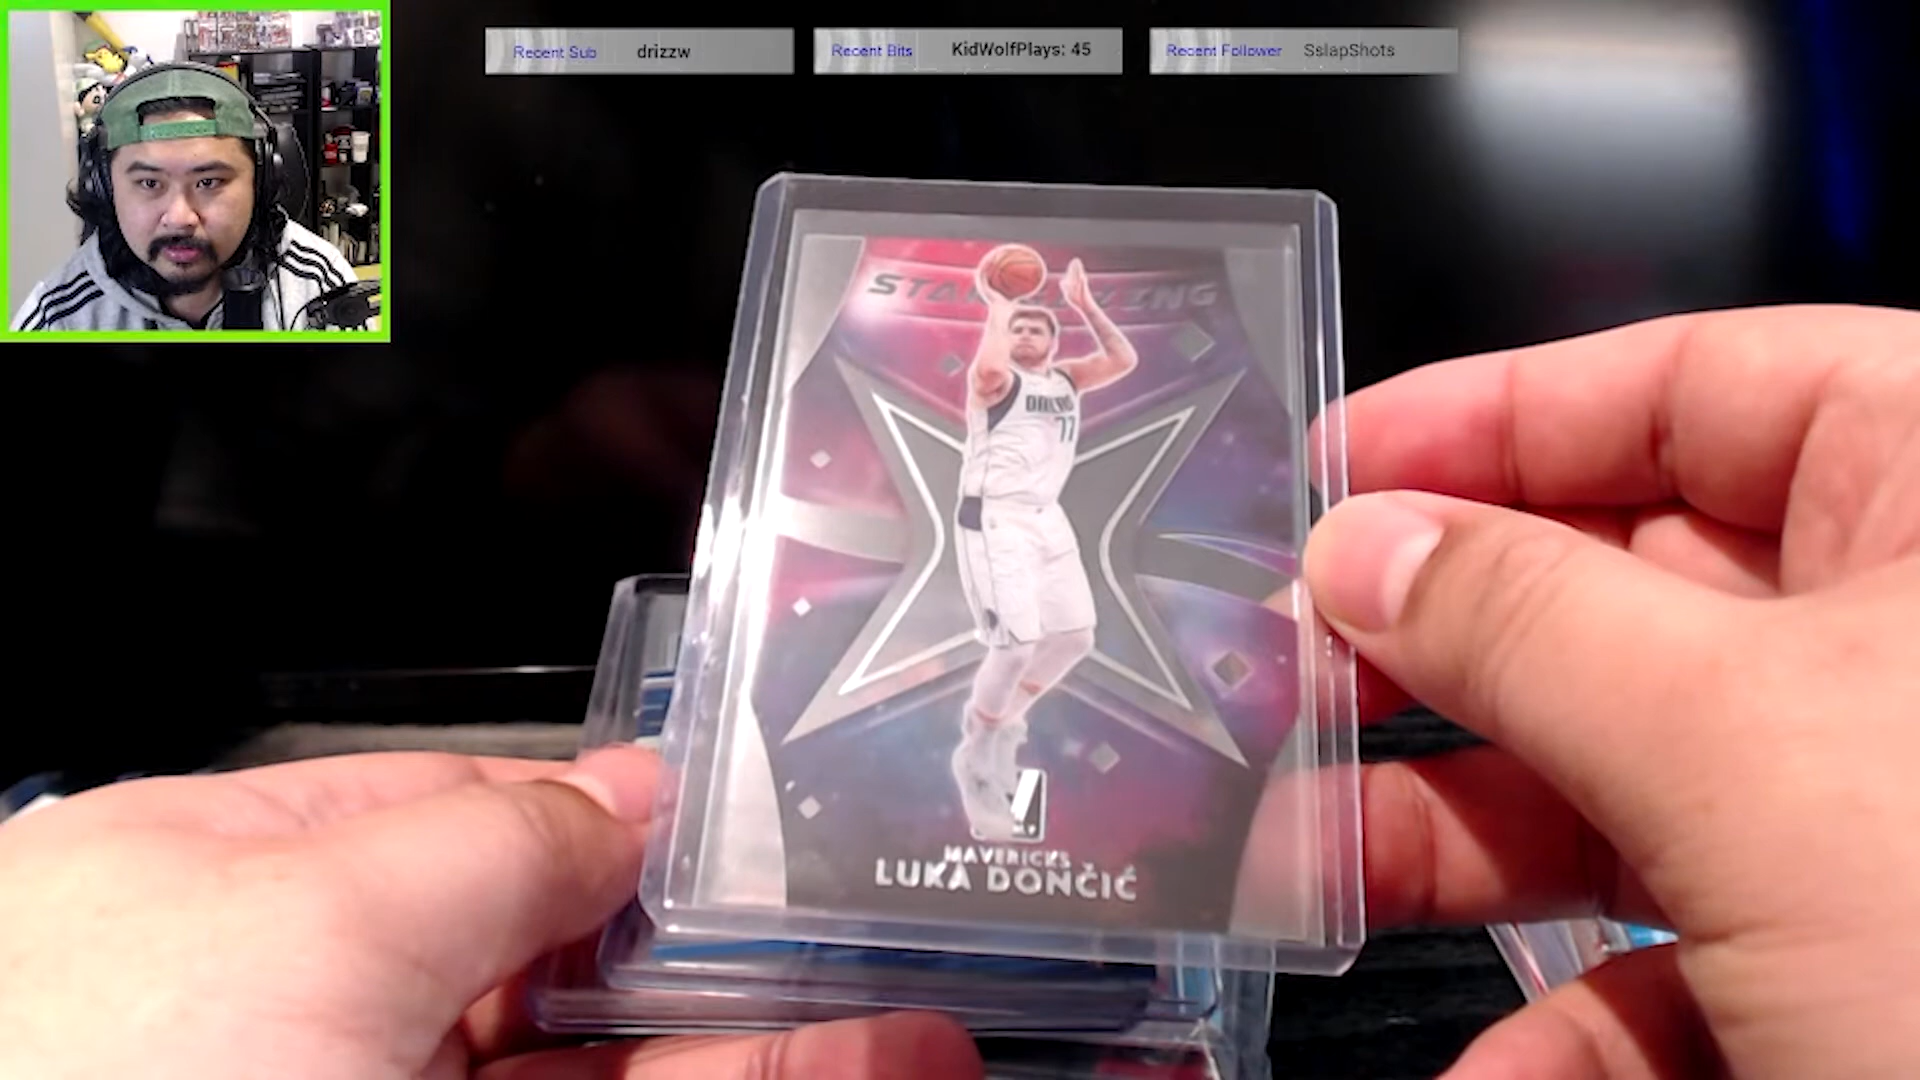 Recent Sub drizzw
Recent Bits KidWolfPlays: 45
Recent Follower SslapShots
DALLAS
77
MAVERICKS
LUKA DONČIĆ